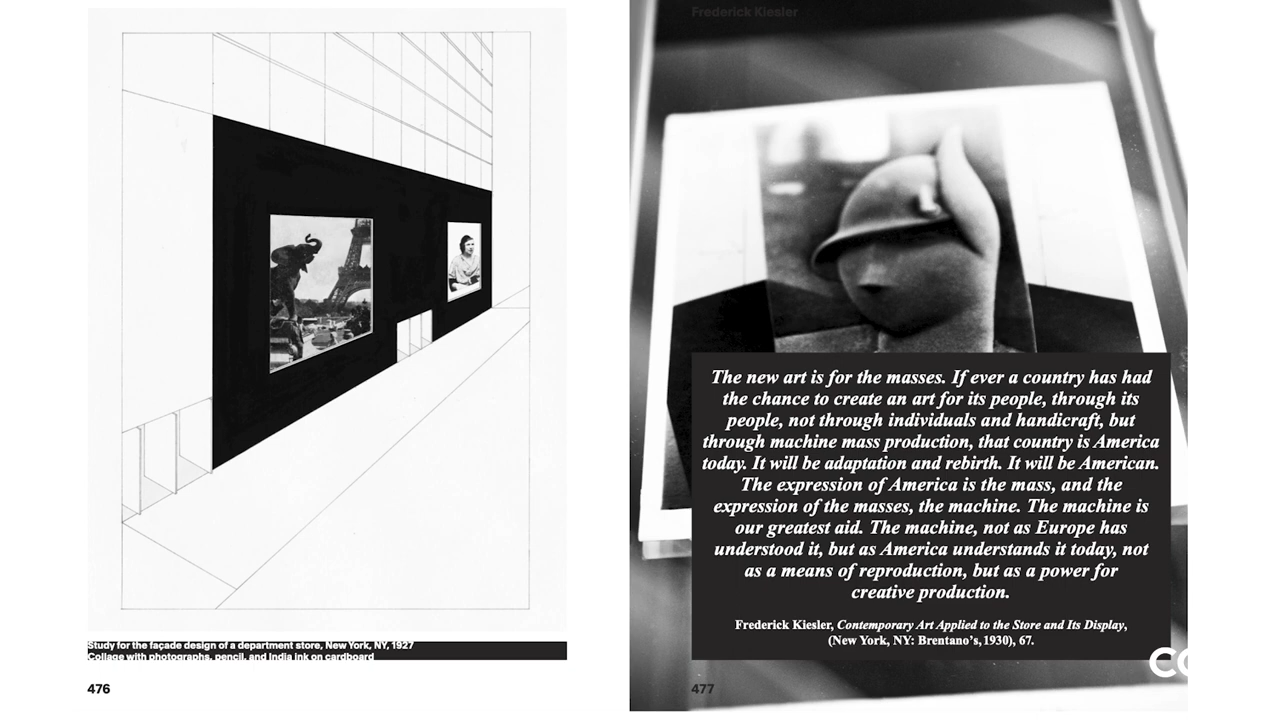 Study for the façade design of a department store, New York, NY, 1927
Collage with photographs, pencil, and India ink on cardboard
476
Frederick Kiesler
The new art is for the masses. If ever a country has had
the chance to create an art for its people, through its
people, not through individuals and handicraft, but
through machine mass production, that country is America
today. It will be adaptation and rebirth. It will be American.
The expression of America is the mass, and the
expression of the masses, the machine. The machine is
our greatest aid. The machine, not as Europe has
understood it, but as America understands it today, not
as a means of reproduction, but as a power for
creative production.
Frederick Kiesler, Contemporary Art Applied to the Store and Its Display,
(New York, NY: Brentano's, 1930), 67.
477